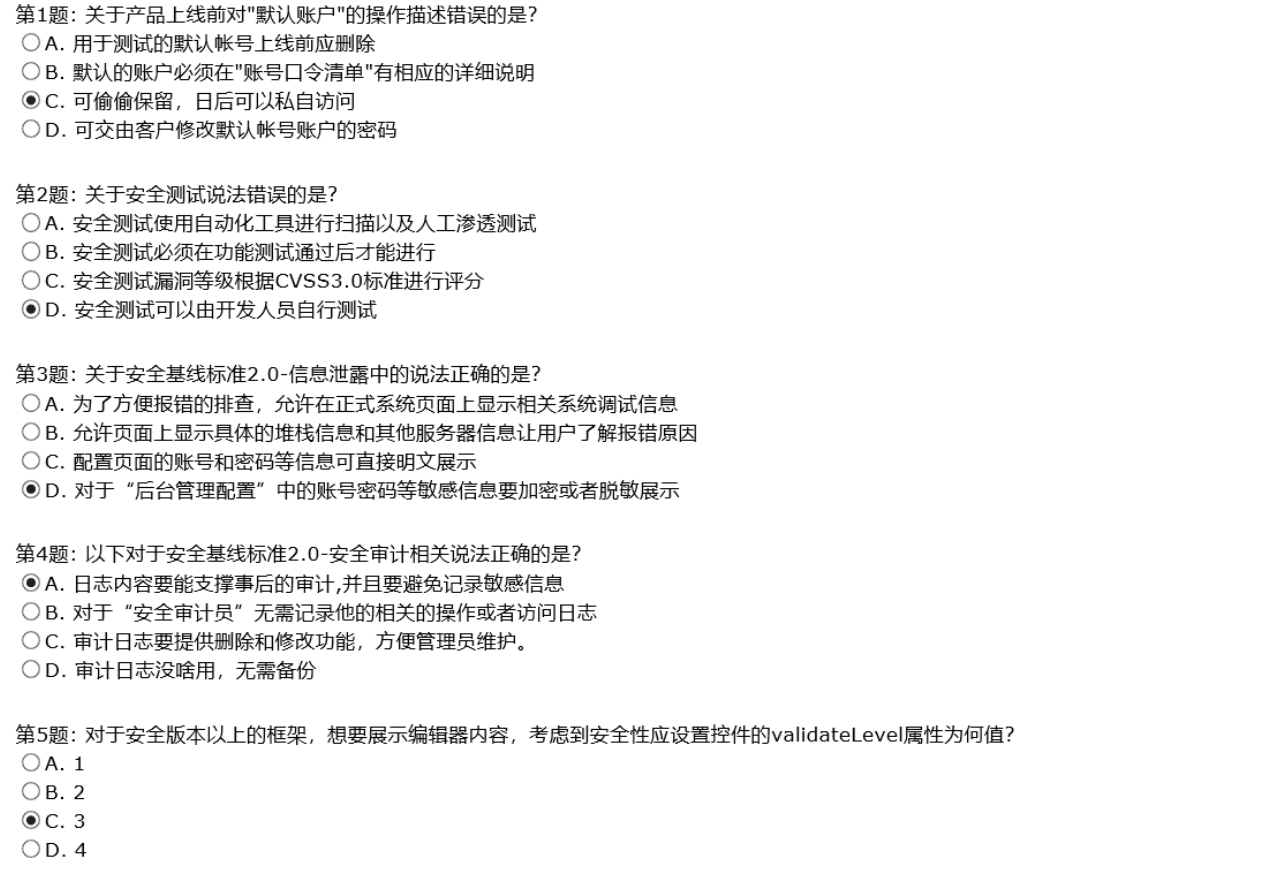 第1题: 关于产品上线前对"默认账户"的操作描述错误的是?
A. 用于测试的默认帐号上线前应删除
B. 默认的账户必须在"账号口令清单"有相应的详细说明
C. 可偷偷保留，日后可以私自访问
D. 可交由客户修改默认帐号账户的密码
第2题: 关于安全测试说法错误的是?
A. 安全测试使用自动化工具进行扫描以及人工渗透测试
B. 安全测试必须在功能测试通过后才能进行
C. 安全测试漏洞等级根据CVSS3.0标准进行评分
D. 安全测试可以由开发人员自行测试
第3题: 关于安全基线标准2.0-信息泄露中的说法正确的是?
A. 为了方便报错的排查，允许在正式系统页面上显示相关系统调试信息
B. 允许页面上显示具体的堆栈信息和其他服务器信息让用户了解报错原因
C. 配置页面的账号和密码等信息可直接明文展示
D. 对于“后台管理配置”中的账号密码等敏感信息要加密或者脱敏展示
第4题: 以下对于安全基线标准2.0-安全审计相关说法正确的是?
A. 日志内容要能支撑事后的审计,并且要避免记录敏感信息
B. 对于“安全审计员”无需记录他的相关的操作或者访问日志
C. 审计日志要提供删除和修改功能，方便管理员维护。
D. 审计日志没啥用，无需备份
第5题: 对于安全版本以上的框架，想要展示编辑器内容，考虑到安全性应设置控件的validateLevel属性为何值?
A. 1
B. 2
C. 3
D. 4